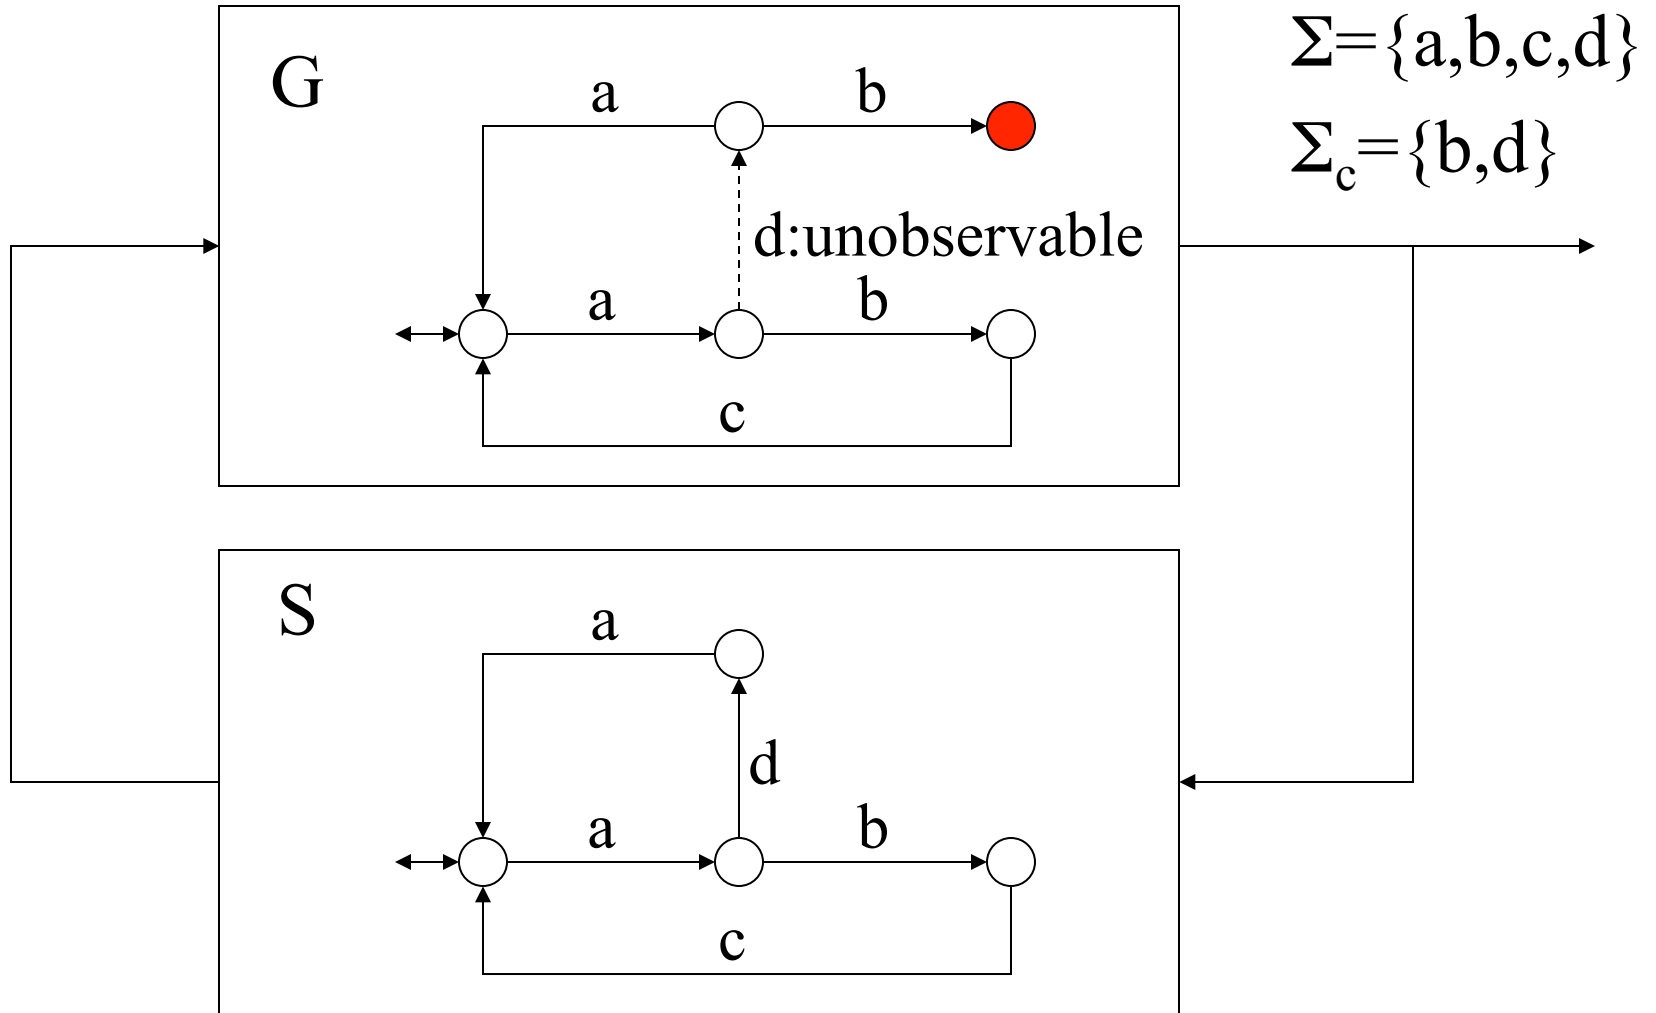 Σ={a,b,c,d}
G
a
b
Σc={b,d}
d:unobservable
a
b
c
S
a
d
a
b
c